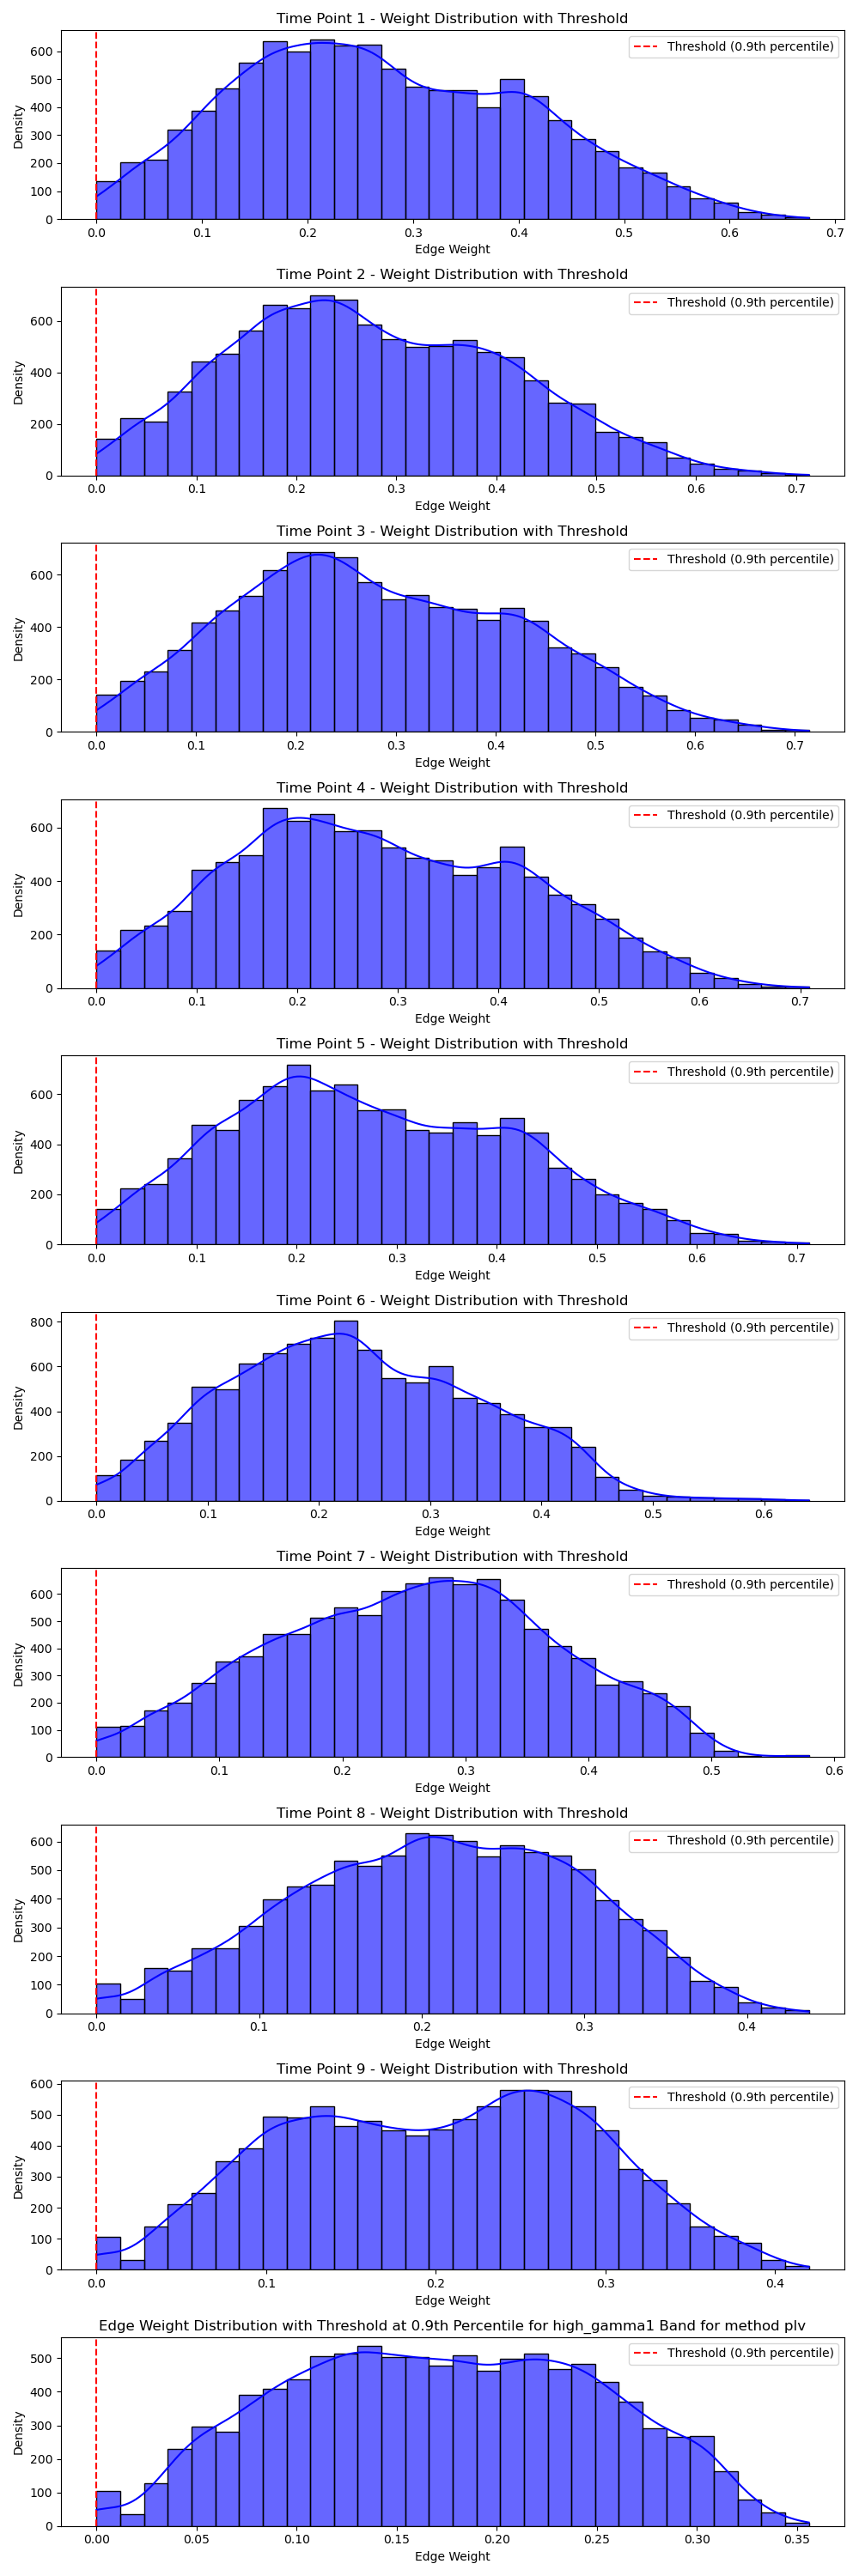 Time Point 1 - Weight Distribution with Threshold
Threshold (0.9th percentile)
Density
600
500
400
300
200
100
0
0.0 0.1 0.2 0.3 0.4 0.5 0.6 0.7
Edge Weight
Time Point 2 - Weight Distribution with Threshold
Threshold (0.9th percentile)
Density
600
400
200
0
0.0 0.1 0.2 0.3 0.4 0.5 0.6 0.7
Edge Weight
Time Point 3 - Weight Distribution with Threshold
Threshold (0.9th percentile)
Density
600
400
200
0
0.0 0.1 0.2 0.3 0.4 0.5 0.6 0.7
Edge Weight
Time Point 4 - Weight Distribution with Threshold
Threshold (0.9th percentile)
Density
600
400
200
0
0.0 0.1 0.2 0.3 0.4 0.5 0.6 0.7
Edge Weight
Time Point 5 - Weight Distribution with Threshold
Threshold (0.9th percentile)
Density
600
400
200
0
0.0 0.1 0.2 0.3 0.4 0.5 0.6 0.7
Edge Weight
Time Point 6 - Weight Distribution with Threshold
Threshold (0.9th percentile)
Density
800
600
400
200
0
0.0 0.1 0.2 0.3 0.4 0.5 0.6
Edge Weight
Time Point 7 - Weight Distribution with Threshold
Threshold (0.9th percentile)
Density
600
500
400
300
200
100
0
0.0 0.1 0.2 0.3 0.4 0.5 0.6
Edge Weight
Time Point 8 - Weight Distribution with Threshold
Threshold (0.9th percentile)
Density
600
500
400
300
200
100
0
0.0 0.1 0.2 0.3 0.4
Edge Weight
Time Point 9 - Weight Distribution with Threshold
Threshold (0.9th percentile)
Density
600
500
400
300
200
100
0
0.0 0.1 0.2 0.3 0.4
Edge Weight
Edge Weight Distribution with Threshold at 0.9th Percentile for high_gamma1 Band for method plv
Threshold (0.9th percentile)
Density
500
400
300
200
100
0
0.00 0.05 0.10 0.15 0.20 0.25 0.30 0.35
Edge Weight